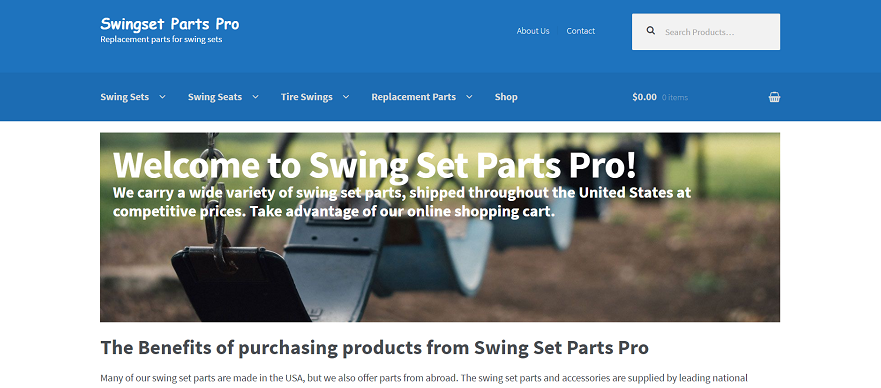 Swingset Parts Pro
Replacement parts for swing sets
About Us Contact
Search Products…
Swing Sets Swing Seats Tire Swings Replacement Parts Shop
$0.00 0 items
Welcome to Swing Set Parts Pro!
We carry a wide variety of swing set parts, shipped throughout the United States at
competitive prices. Take advantage of our online shopping cart.
The Benefits of purchasing products from Swing Set Parts Pro
Many of our swing set parts are made in the USA, but we also offer parts from abroad. The swing set parts and accessories are supplied by leading national